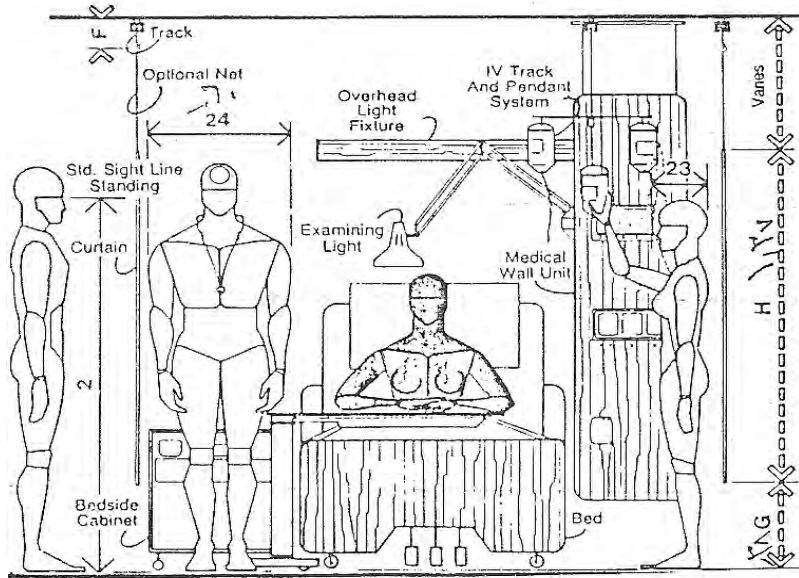 F
Track
Optional Net
24
Std. Sight Line
Standing
Curtain
2
Bedside
Cabinet
Overhead
Light
Fixture
Examining
Light
IV Track
And Pendant
System
Medical
Wall Unit
23
Bed
Vanes
H
G